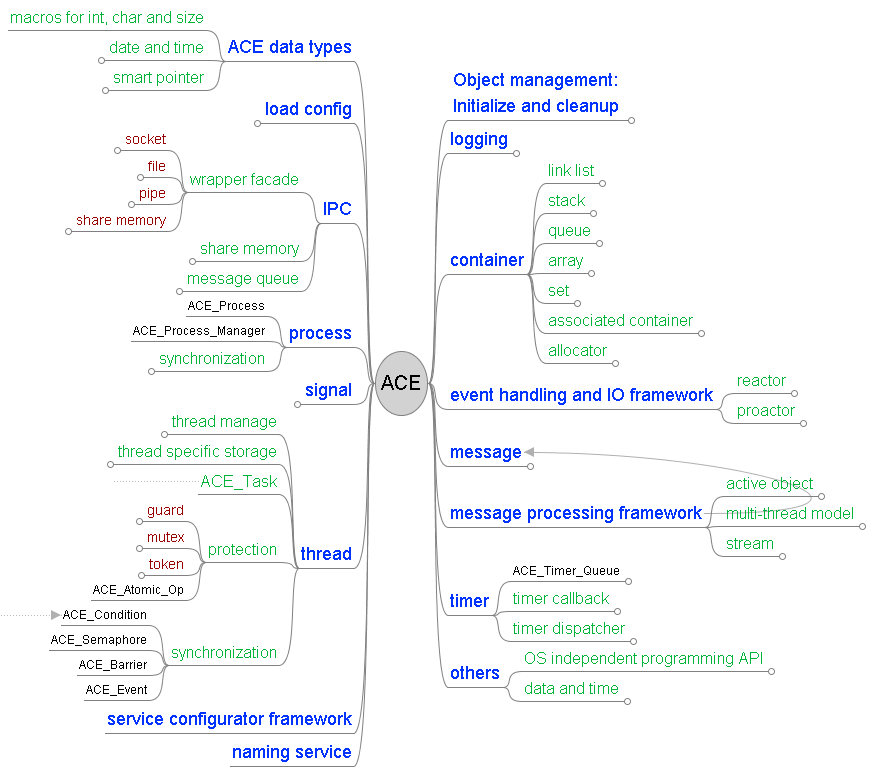 macros for int, char and size
date and time
smart pointer
ACE data types
load config
socket
file
pipe
share memory
wrapper facade
share memory
message queue
IPC
ACE_Process
ACE_Process_Manager
synchronization
process
signal
thread manage
thread specific storage
ACE_Task
guard
mutex
token
ACE_Atomic_Op
protection
ACE_Condition
ACE_Semaphore
ACE_Barrier
ACE_Event
synchronization
thread
service configurator framework
naming service
ACE
Object management:
Initialize and cleanup
logging
container
link list
stack
queue
array
set
associated container
allocator
event handling and IO framework
reactor
proactor
message
message processing framework
active object
multi-thread model
stream
timer
ACE_Timer_Queue
timer callback
timer dispatcher
others
OS independent programming API
data and time